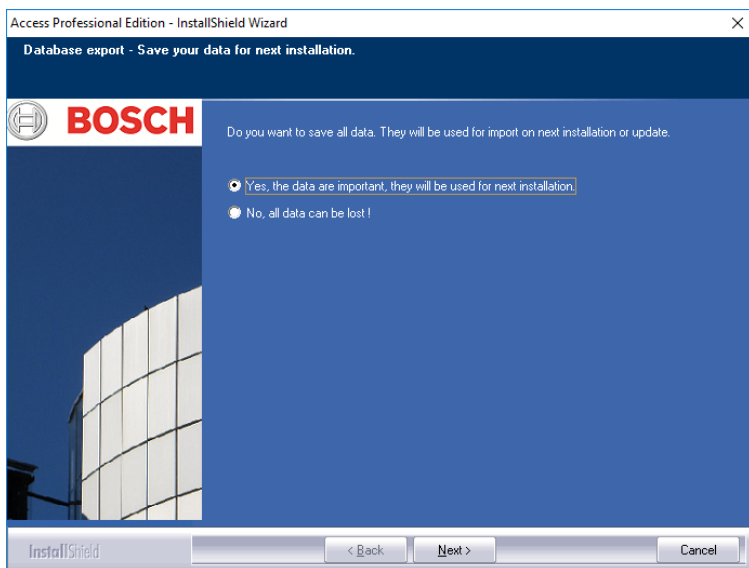 Access Professional Edition - InstallShield Wizard
Database export - Save your data for next installation.
BOSCH
Do you want to save all data. They will be used for import on next installation or update.
Yes, the data are important, they will be used for next installation.
No, all data can be lost !
InstallShield
< Back
Next >
Cancel